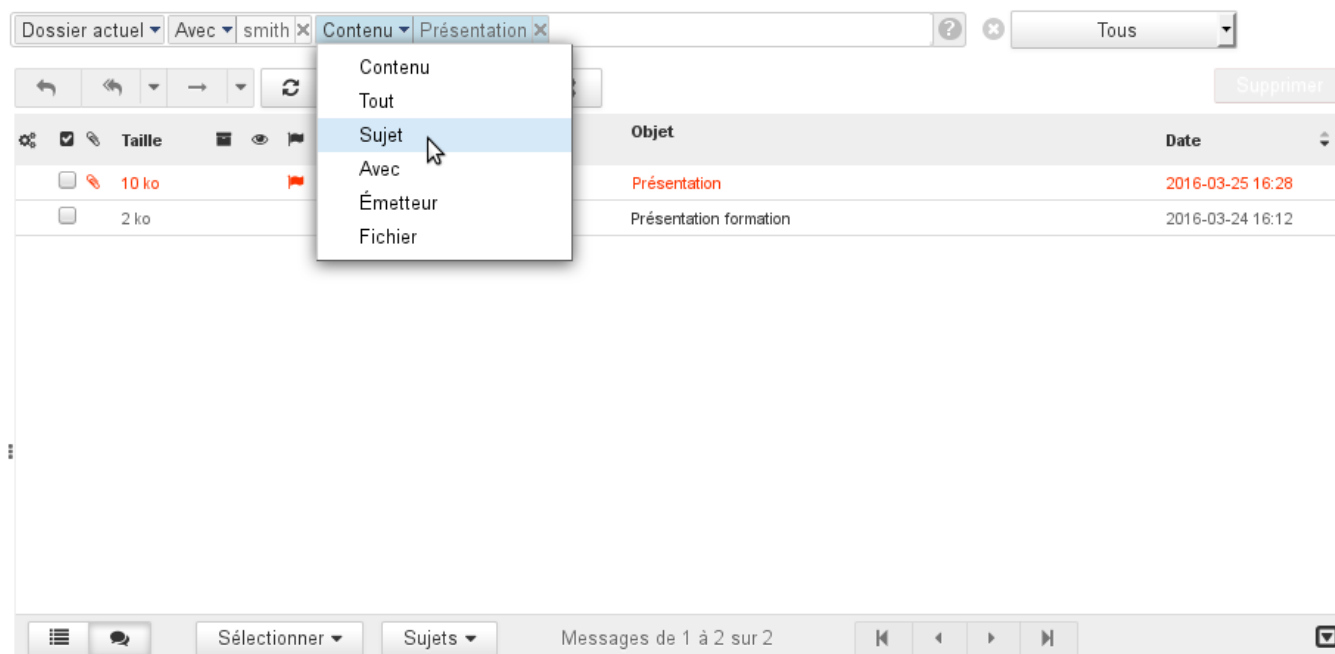 Dossier actuel Avec smith Contenu Présentation Tous
Contenu
Tout
Sujet
Avec
Émetteur
Fichier
Supprimer
Taille Objet Date
10 ko Présentation 2016-03-25 16:28
2 ko Présentation formation 2016-03-24 16:12
Sélectionner Sujets Messages de 1 à 2 sur 2